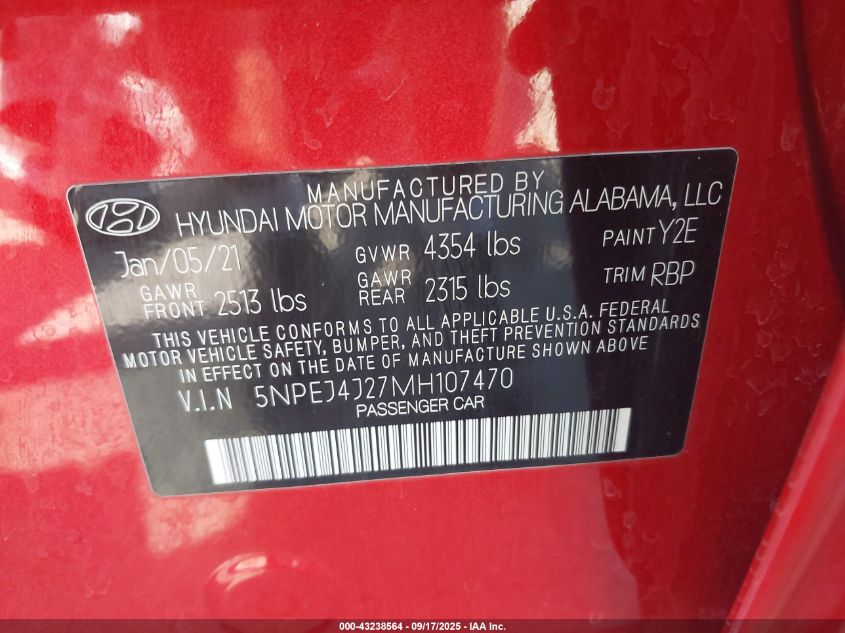 MANUFACTURED BY
HYUNDAI MOTOR MANUFACTURING ALABAMA, LLC
Jan/05/21 GVWR 4354 lbs PAINT Y2E
GAWR FRONT 2513 lbs GAWR REAR 2315 lbs TRIM RBP
THIS VEHICLE CONFORMS TO ALL APPLICABLE U.S.A. FEDERAL
MOTOR VEHICLE SAFETY, BUMPER, AND THEFT PREVENTION STANDARDS
IN EFFECT ON THE DATE OF MANUFACTURE SHOWN ABOVE
V.I.N 5NPEJ4J27MH107470
PASSENGER CAR
000-43238564 - 09/17/2025 - IAA Inc.